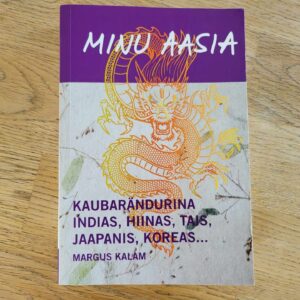 MINU AASIA
KAUBARÄNDURINA
INDIAS, HIINAS, TAIS,
JAAPANIS, KOREAS...
MARGUS KALAM